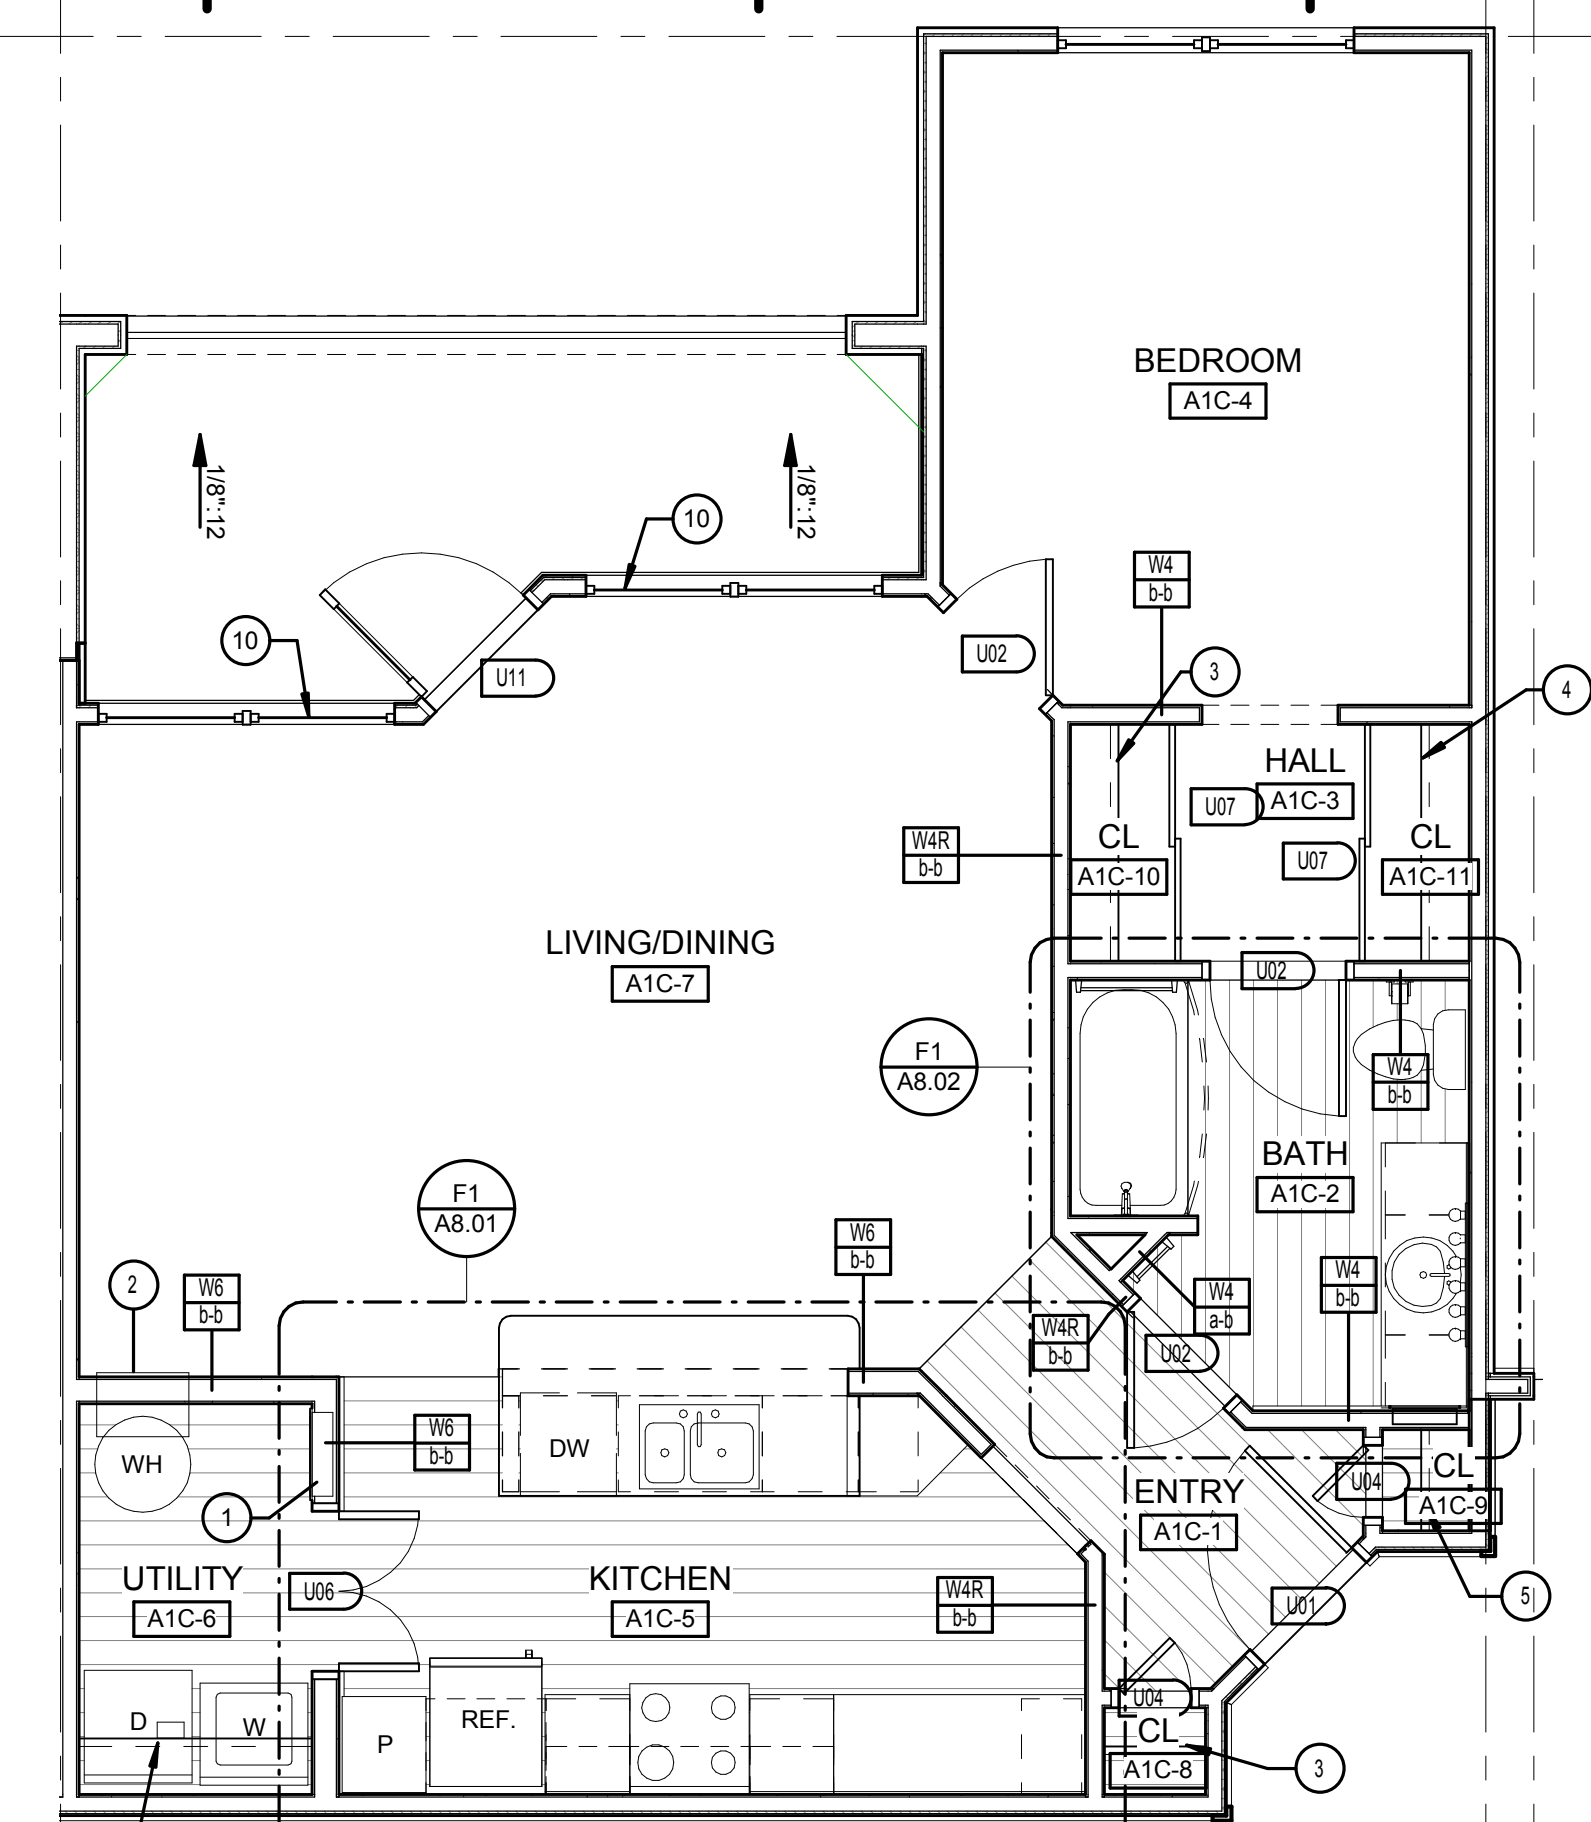 BEDROOM
A1C-4
1/8":12
1/8":12
10
W4
b-b
10
U11
U02
3
4
HALL
A1C-3
U07
CL
A1C-10
U07
CL
A1C-11
W4R
b-b
LIVING/DINING
A1C-7
U02
F1
A8.02
W4
b-b
BATH
A1C-2
F1
A8.01
W6
b-b
2
W6
b-b
W4
b-b
W4
a-b
W4R
b-b
U02
W6
b-b
DW
WH
1
CL
A1C-9
U04
ENTRY
A1C-1
UTILITY
A1C-6
U06
KITCHEN
A1C-5
W4R
b-b
U01
5
U04
CL
A1C-8
3
D
W
P
REF.